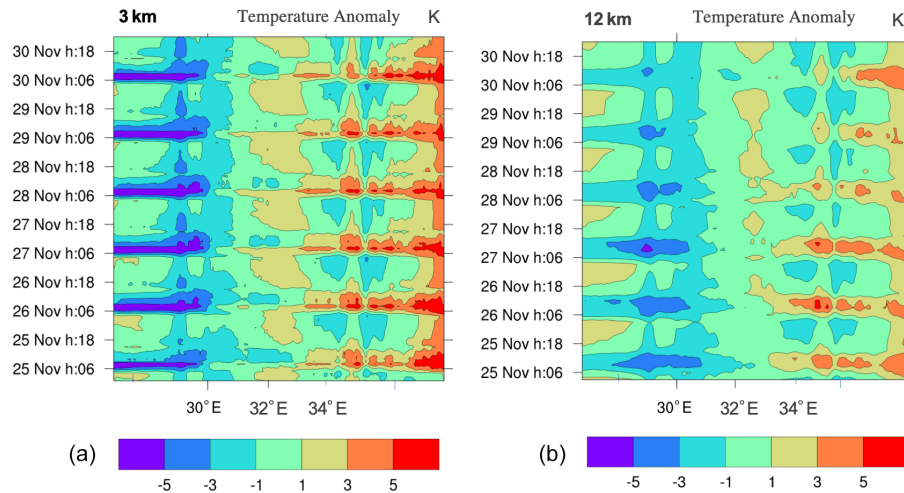 3 km Temperature Anomaly K
30 Nov h:18
30 Nov h:06
29 Nov h:18
29 Nov h:06
28 Nov h:18
28 Nov h:06
27 Nov h:18
27 Nov h:06
26 Nov h:18
26 Nov h:06
25 Nov h:18
25 Nov h:06
30°E 32°E 34°E
(a)
-5 -3 -1 1 3 5
12 km Temperature Anomaly K
30 Nov h:18
30 Nov h:06
29 Nov h:18
29 Nov h:06
28 Nov h:18
28 Nov h:06
27 Nov h:18
27 Nov h:06
26 Nov h:18
26 Nov h:06
25 Nov h:18
25 Nov h:06
30°E 32°E 34°E
(b)
-5 -3 -1 1 3 5